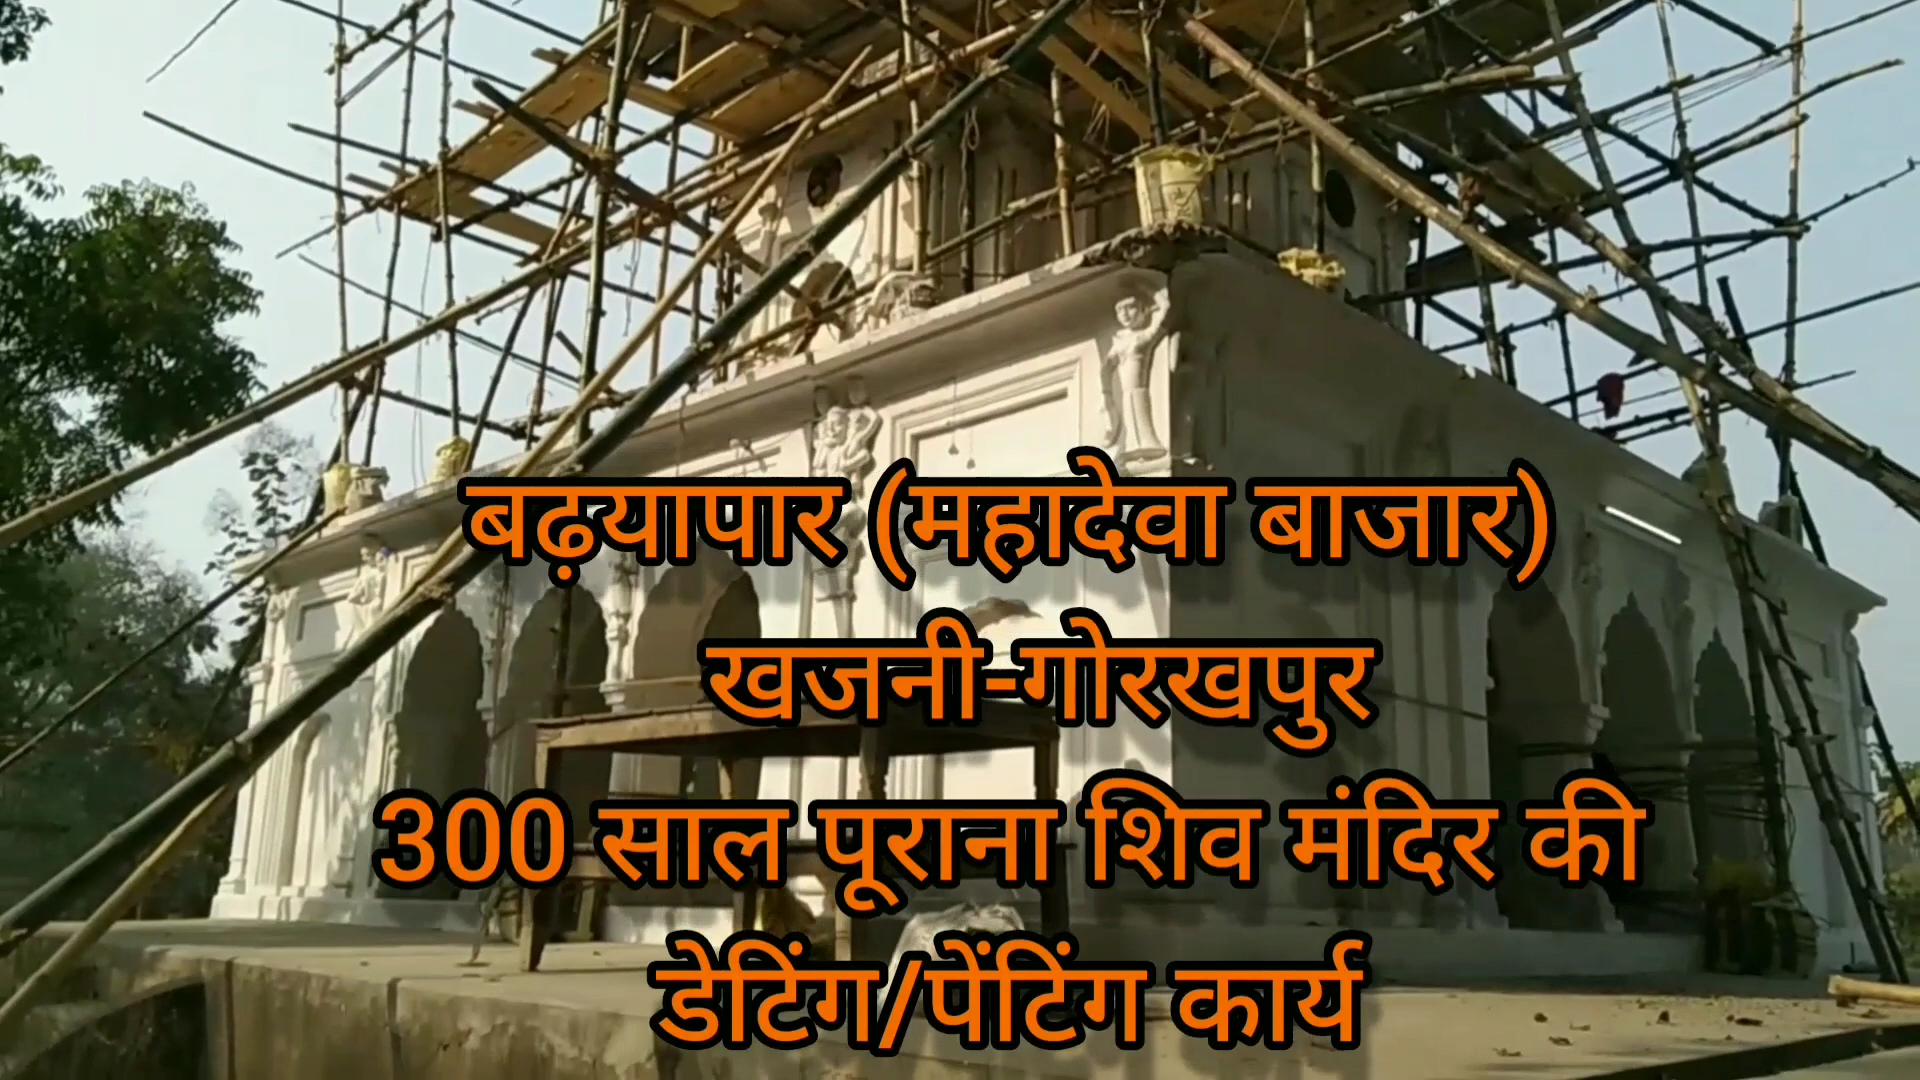 बढ़यापार (महादेवा बाजार)
खजनी-गोरखपुर
300 साल पूराना शिव मंदिर की
डेटिंग/पेंटिंग कार्य